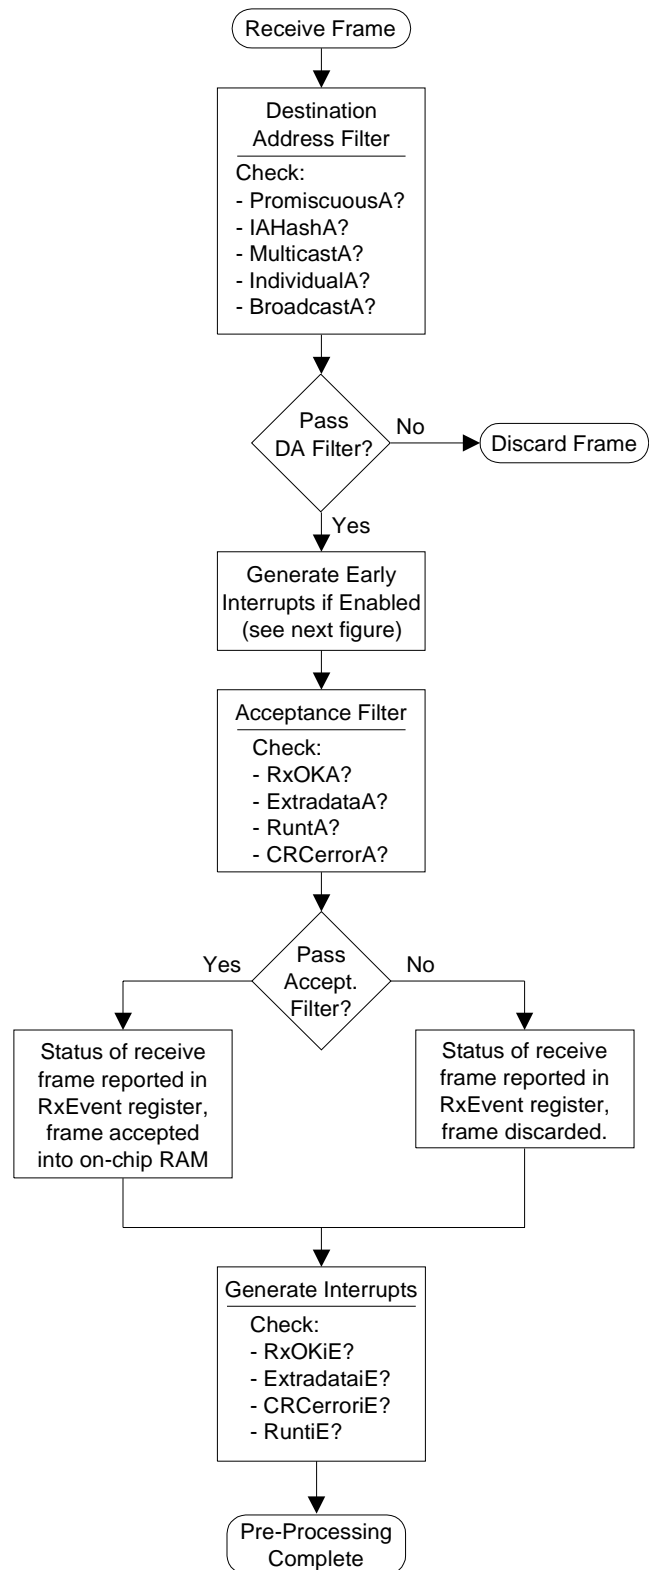 Receive Frame
Destination
Address Filter
Check:
- PromiscuousA?
- IAHashA?
- MulticastA?
- IndividualA?
- BroadcastA?
Pass
DA Filter?
No
Discard Frame
Yes
Generate Early
Interrupts if Enabled
(see next figure)
Acceptance Filter
Check:
- RxOKA?
- ExtradataA?
- RuntA?
- CRCerrorA?
Yes
Pass
Accept.
Filter?
No
Status of receive
frame reported in
RxEvent register,
frame accepted
into on-chip RAM
Status of receive
frame reported in
RxEvent register,
frame discarded.
Generate Interrupts
Check:
- RxOKiE?
- ExtradataiE?
- CRCerroriE?
- RuntiE?
Pre-Processing
Complete